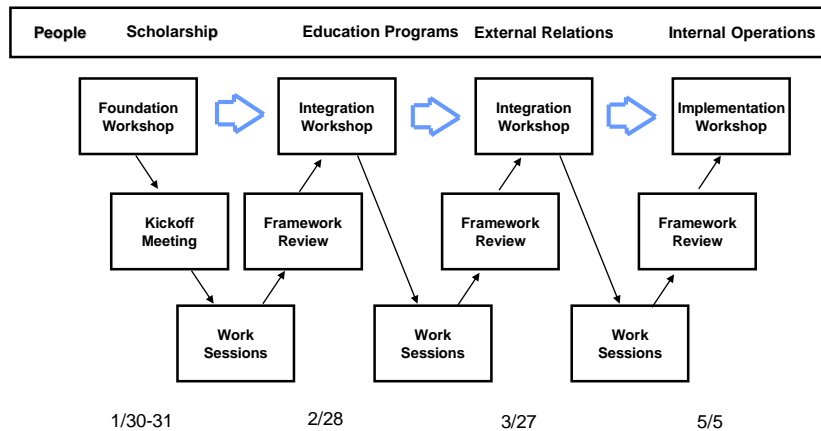 People Scholarship Education Programs External Relations Internal Operations
Foundation
Workshop
Integration
Workshop
Integration
Workshop
Implementation
Workshop
Kickoff
Meeting
Framework
Review
Framework
Review
Framework
Review
Work
Sessions
Work
Sessions
Work
Sessions
1/30-31 2/28 3/27 5/5